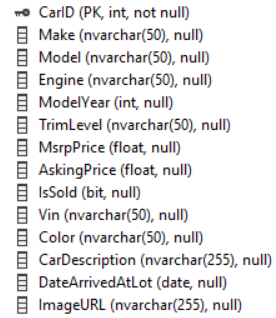 CarID (PK, int, not null)
Make (nvarchar(50), null)
Model (nvarchar(50), null)
Engine (nvarchar(50), null)
ModelYear (int, null)
TrimLevel (nvarchar(50), null)
MsrpPrice (float, null)
AskingPrice (float, null)
IsSold (bit, null)
Vin (nvarchar(50), null)
Color (nvarchar(50), null)
CarDescription (nvarchar(255), null)
DateArrivedAtLot (date, null)
ImageURL (nvarchar(255), null)